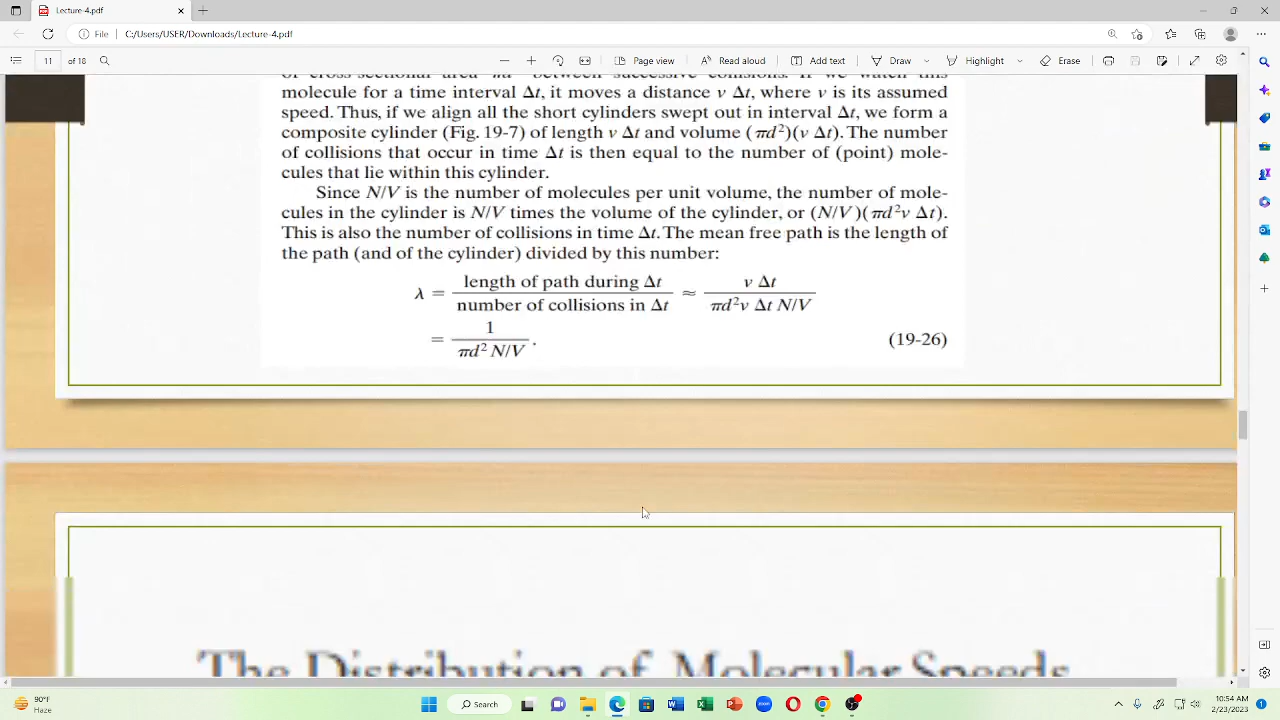 Lecture-4.pdf
File
C:/Users/USER/Downloads/Lecture-4.pdf
11 of 18
Page view
Read aloud
Draw
Highlight
Erase
molecule for a time interval Δt, it moves a distance v Δt, where v is its assumed
speed. Thus, if we align all the short cylinders swept out in interval Δt, we form a
composite cylinder (Fig. 19-7) of length v Δt and volume (πd²)(v Δt). The number
of collisions that occur in time Δt is then equal to the number of (point) mole-
cules that lie within this cylinder.
Since N/V is the number of molecules per unit volume, the number of mole-
cules in the cylinder is N/V times the volume of the cylinder, or (N/V)(πd²v Δt).
This is also the number of collisions in time Δt. The mean free path is the length of
the path (and of the cylinder) divided by this number:
λ = length of path during Δt / number of collisions in Δt ≈ v Δt / πd²v Δt N/V
= 1 / πd² N/V . (19-26)
The Distribution of Molecular Speeds
Haze
Search
zoom
10:54 AM
2/23/2023